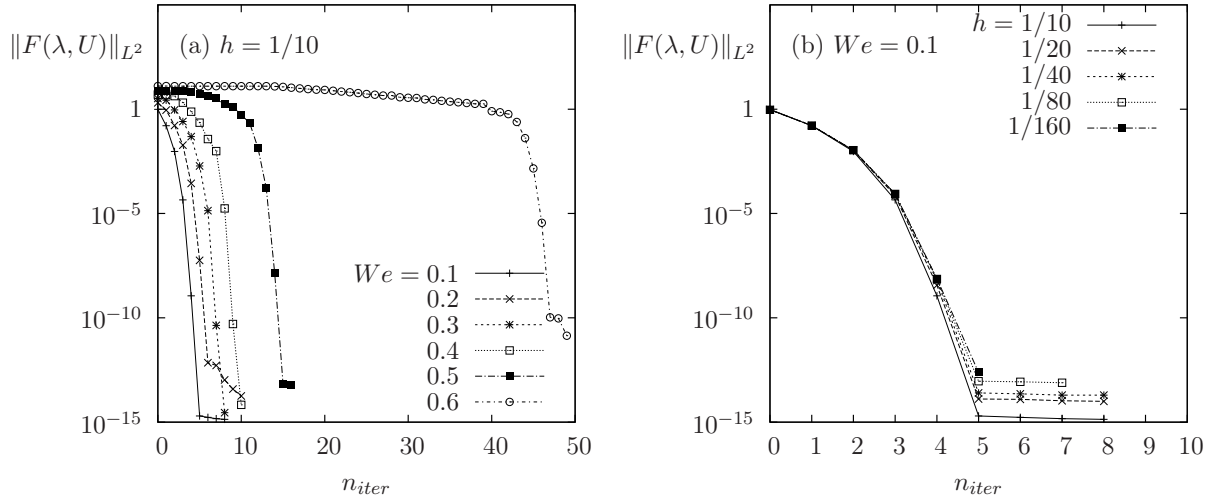 ‖F(λ, U)‖_{L²}
(a) h = 1/10
1
10⁻⁵
10⁻¹⁰
10⁻¹⁵
We = 0.1
0.2
0.3
0.4
0.5
0.6
0 10 20 30 40 50
n_{iter}
‖F(λ, U)‖_{L²}
(b) We = 0.1
h = 1/10
1/20
1/40
1/80
1/160
1
10⁻⁵
10⁻¹⁰
10⁻¹⁵
0 1 2 3 4 5 6 7 8 9 10
n_{iter}